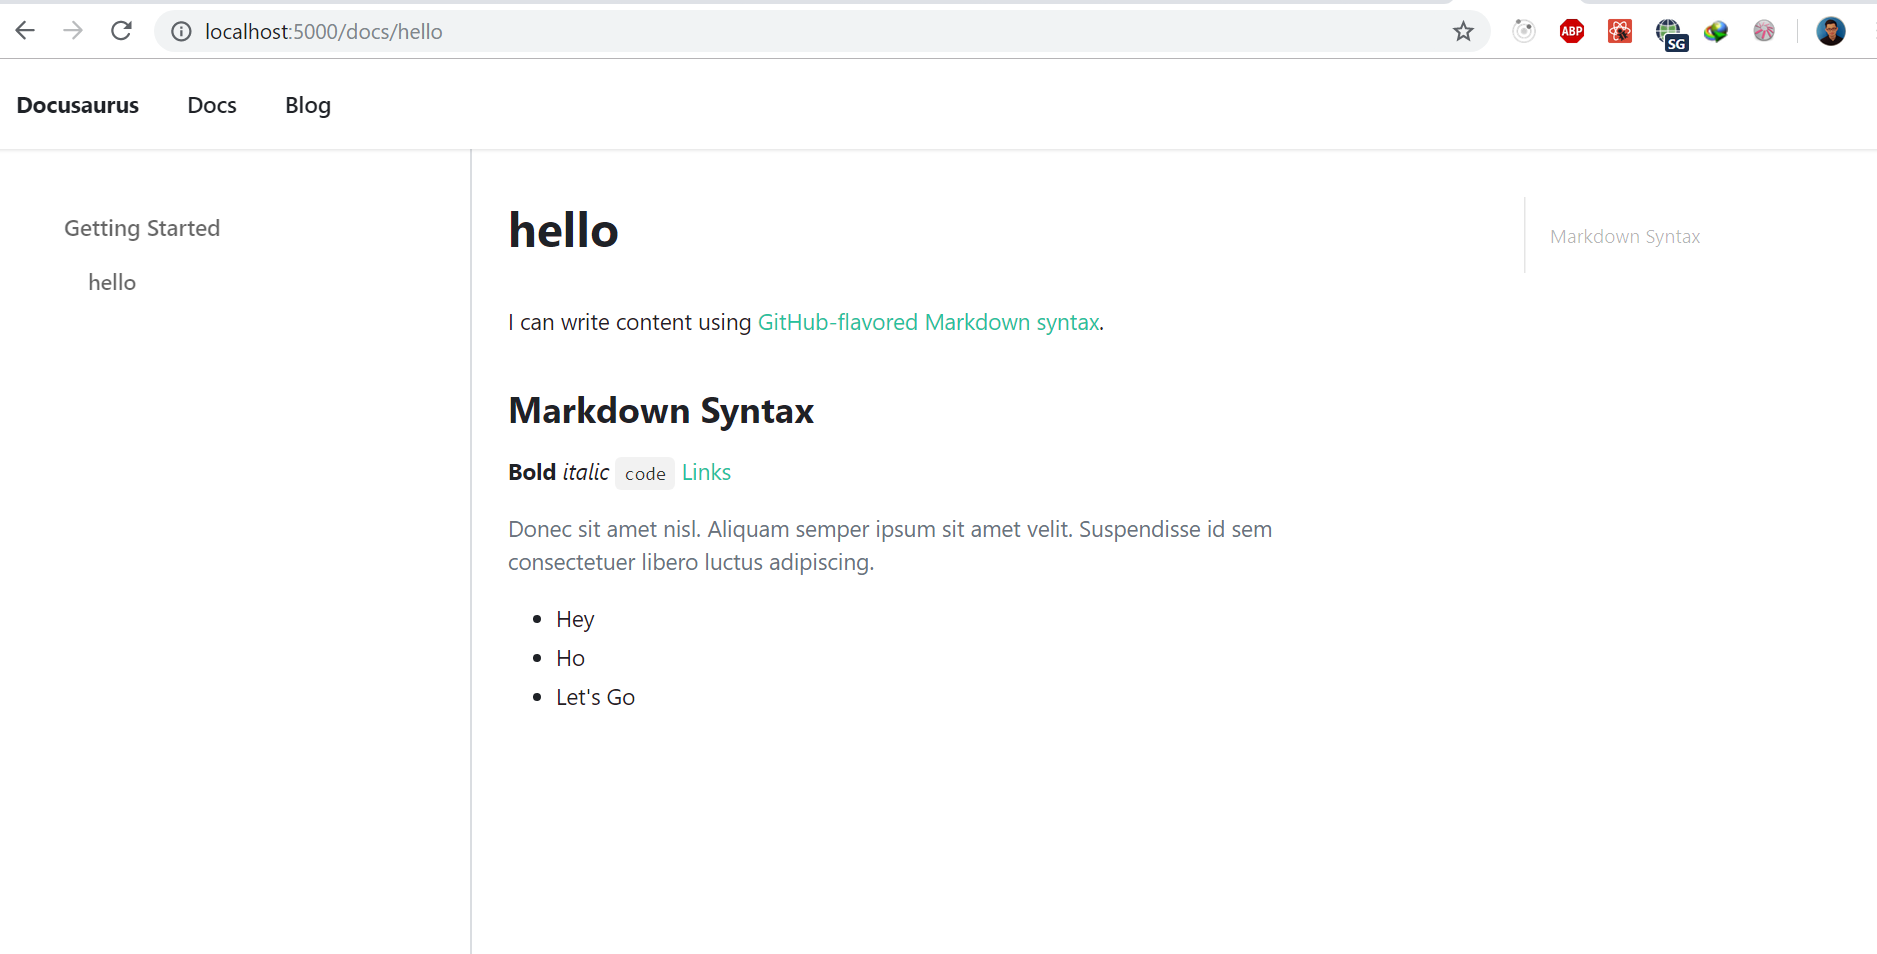 localhost:5000/docs/hello
ABP
SG
Docusaurus Docs Blog
Getting Started
hello
hello
I can write content using GitHub-flavored Markdown syntax.
Markdown Syntax
Bold italic code Links
Donec sit amet nisl. Aliquam semper ipsum sit amet velit. Suspendisse id sem
consectetuer libero luctus adipiscing.
Hey
Ho
Let's Go
Markdown Syntax